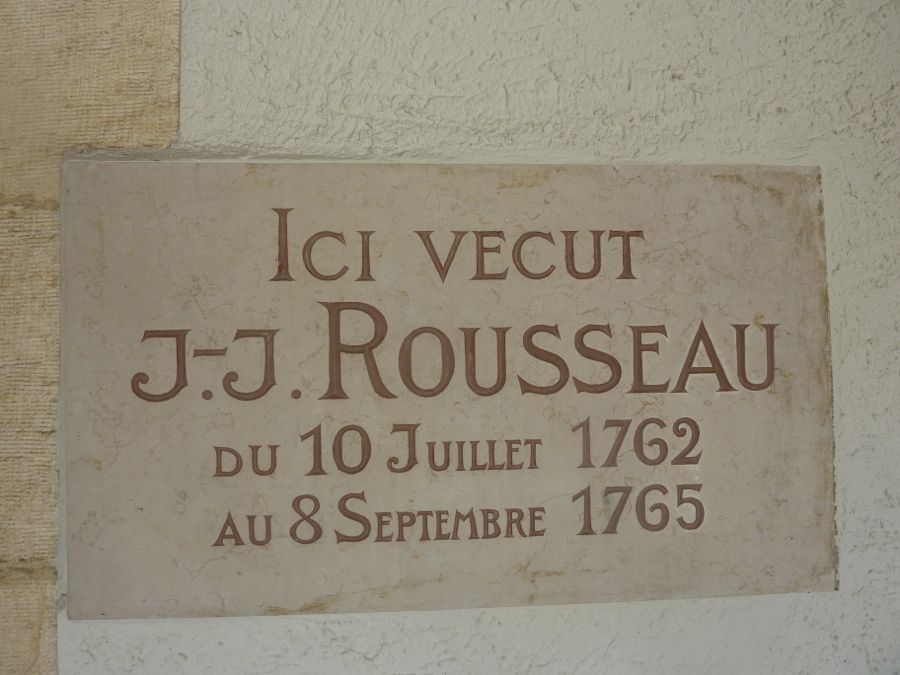 Ici vecut
J.-J. Rousseau
du 10 Juillet 1762
au 8 Septembre 1765